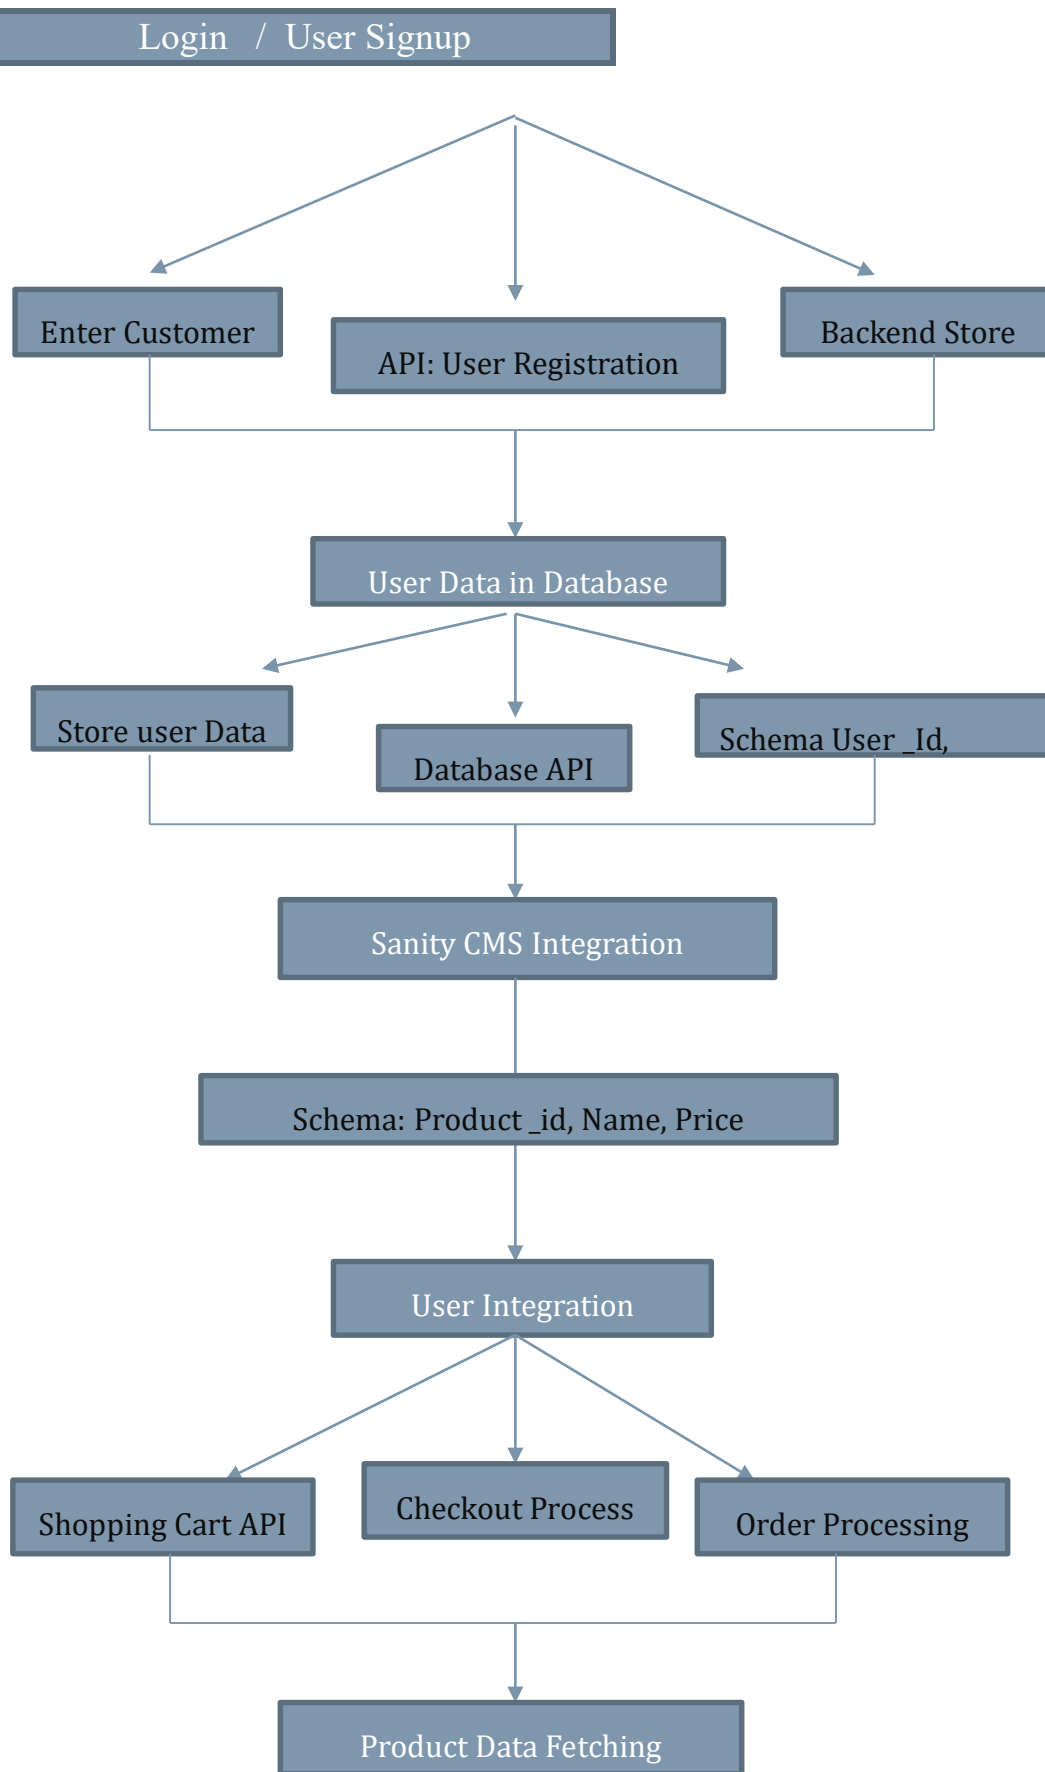 Login / User Signup
Enter Customer
API: User Registration
Backend Store
User Data in Database
Store user Data
Database API
Schema User _Id,
Sanity CMS Integration
Schema: Product _id, Name, Price
User Integration
Shopping Cart API
Checkout Process
Order Processing
Product Data Fetching